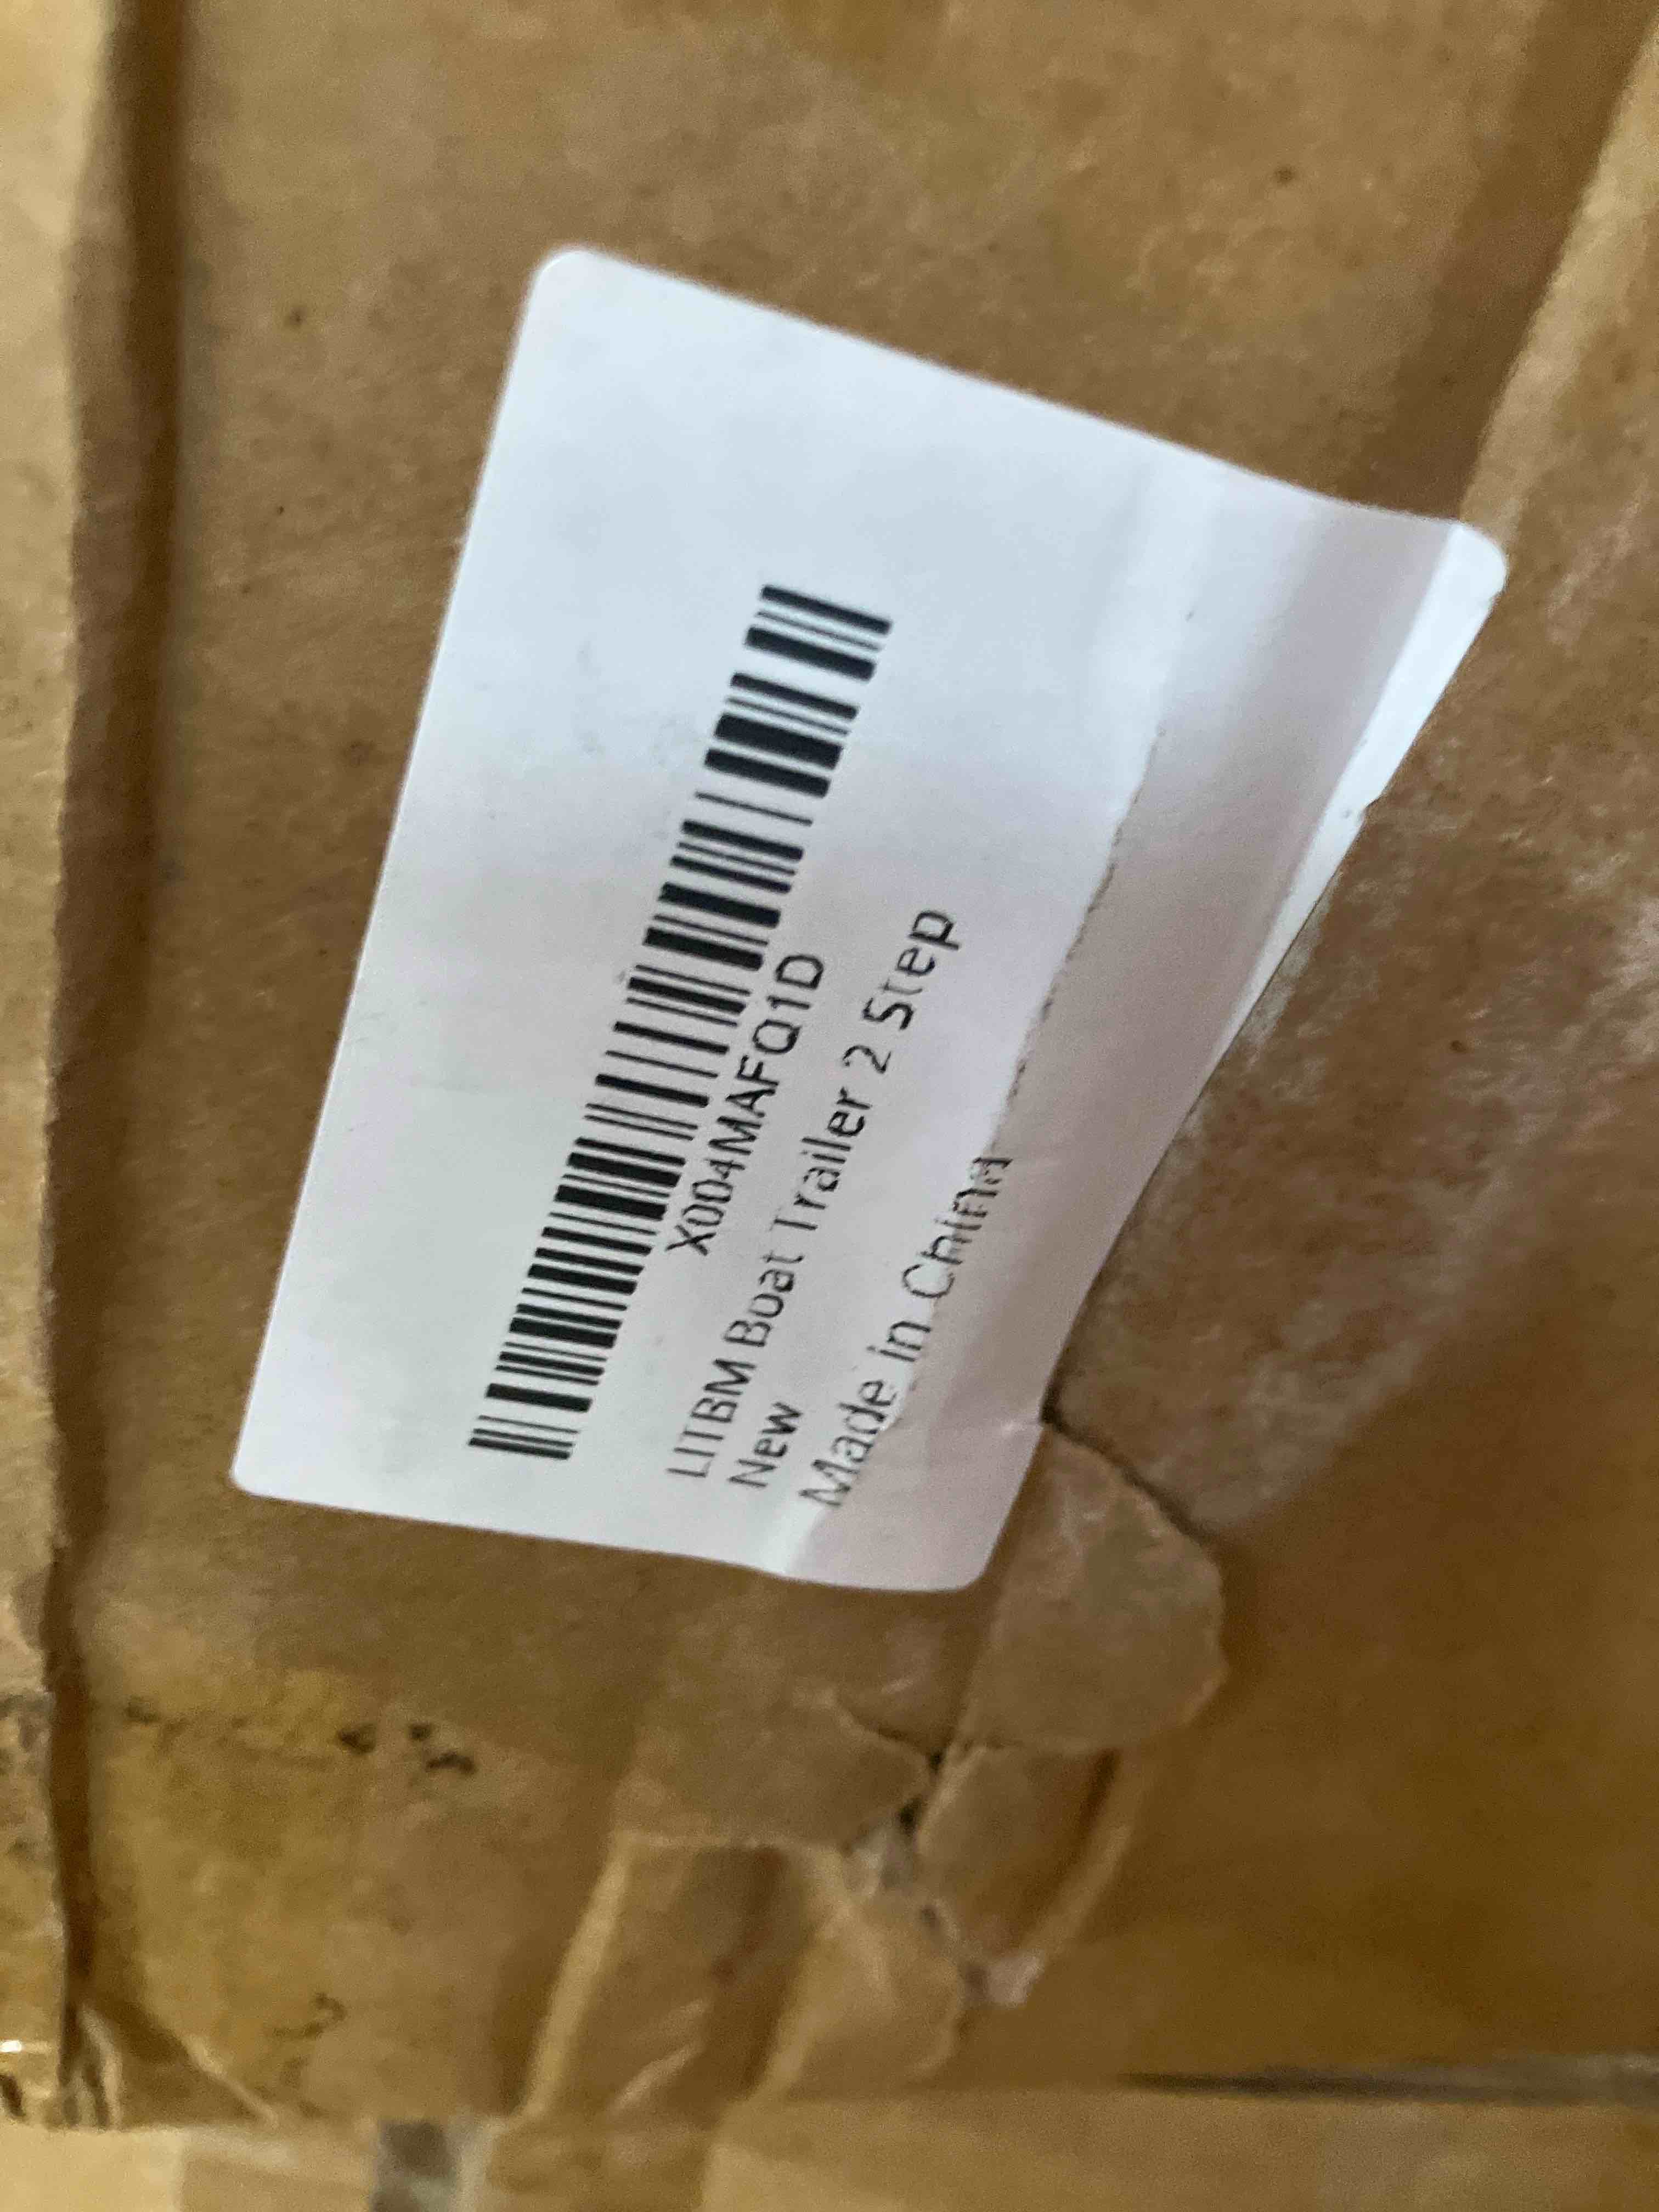 X004MAFQ1D
LITBM Boat Trailer 2 Step
New
Made in China